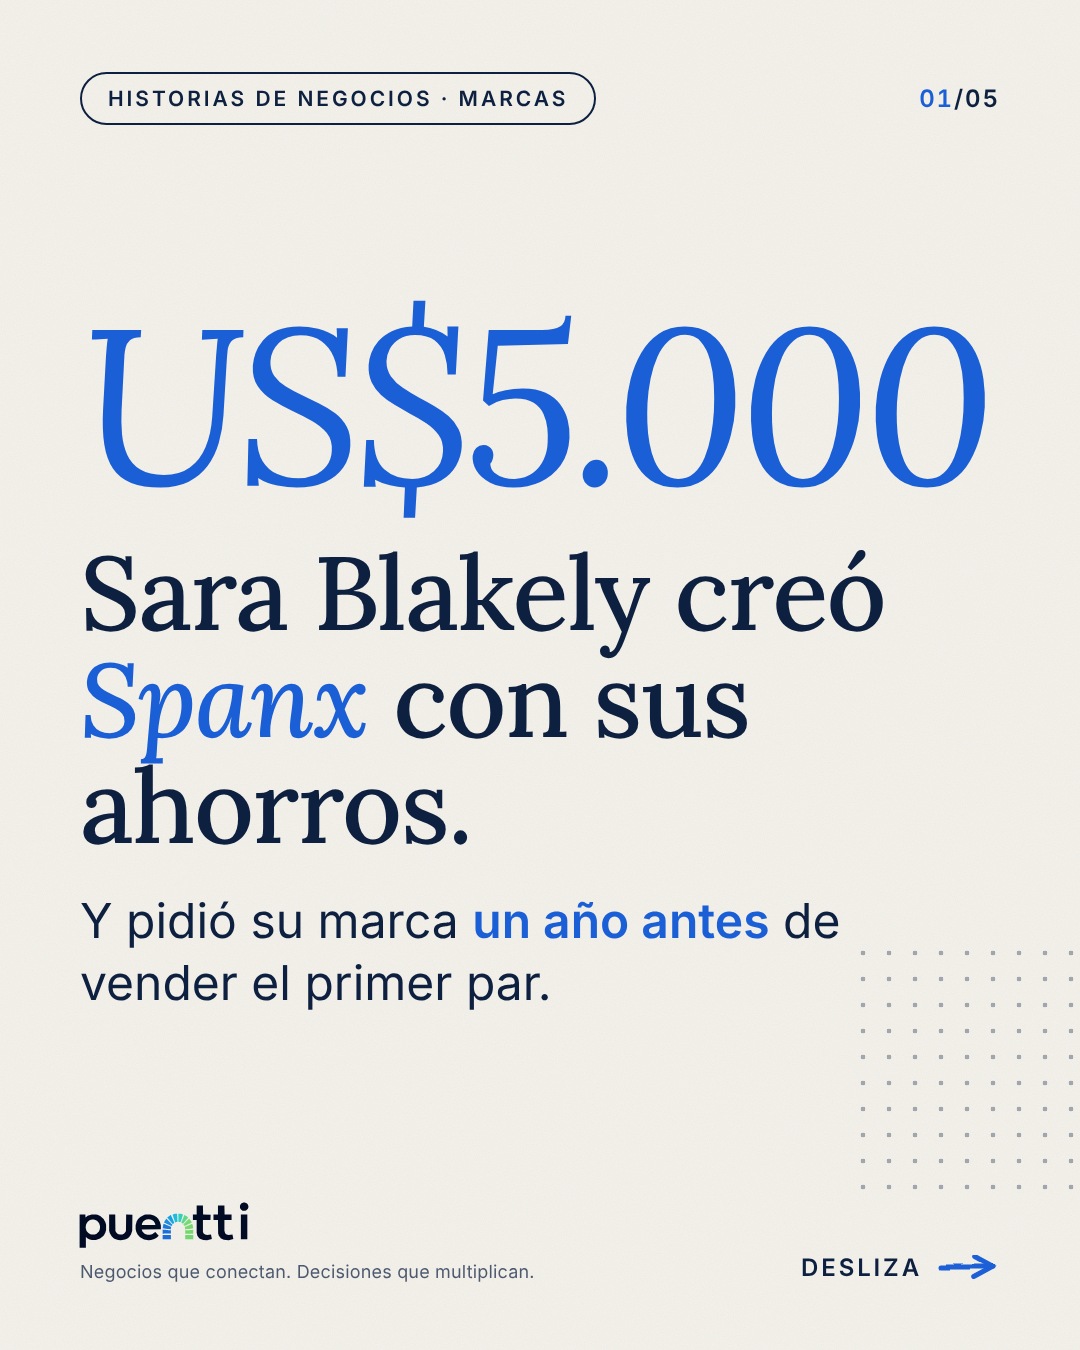 HISTORIAS DE NEGOCIOS · MARCAS
01/05
US$5.000
Sara Blakely creó
Spanx con sus
ahorros.
Y pidió su marca un año antes de
vender el primer par.
puentti
Negocios que conectan. Decisiones que multiplican.
DESLIZA